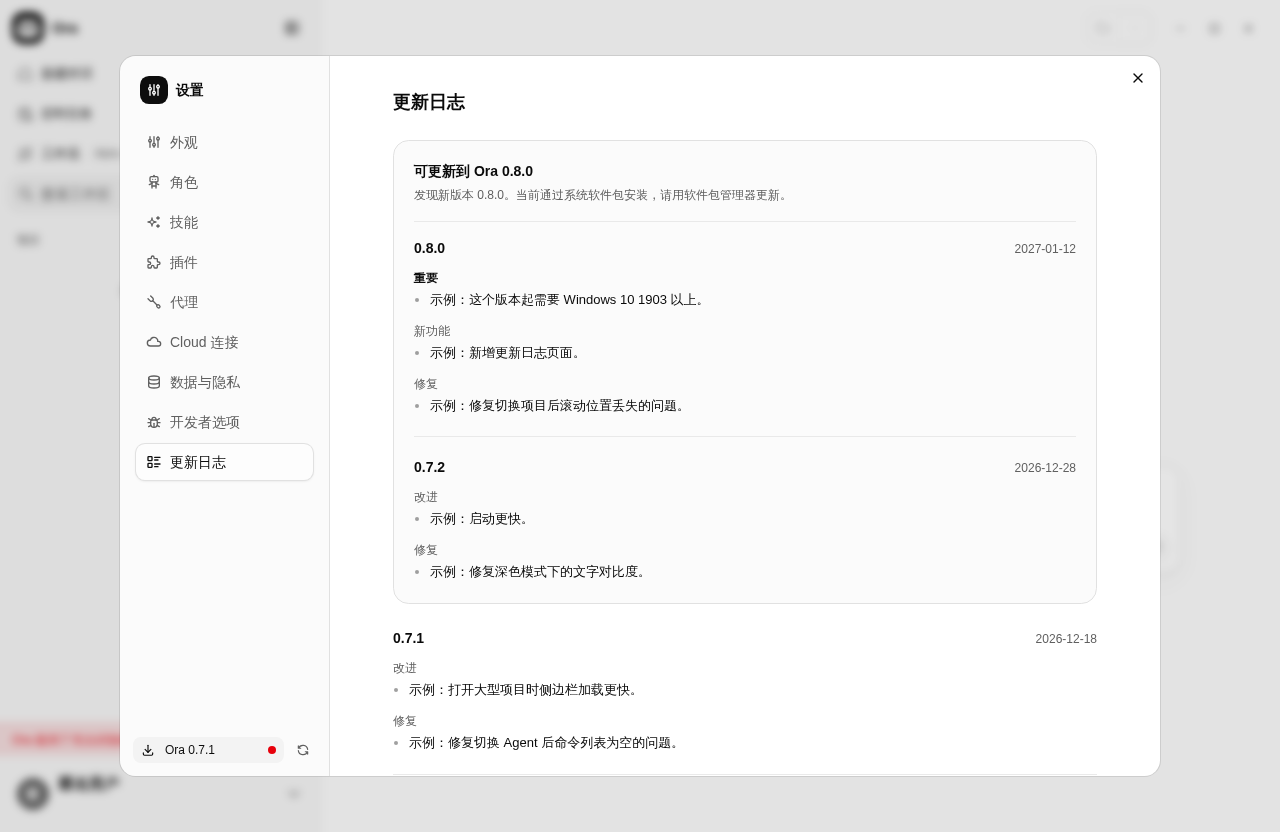 Ora
设置
外观
角色
技能
插件
代理
Cloud 连接
数据与隐私
开发者选项
更新日志
Ora 0.7.1
更新日志
可更新到 Ora 0.8.0
发现新版本 0.8.0。当前通过系统软件包安装，请用软件包管理器更新。
0.8.0
2027-01-12
重要
示例：这个版本起需要 Windows 10 1903 以上。
新功能
示例：新增更新日志页面。
修复
示例：修复切换项目后滚动位置丢失的问题。
0.7.2
2026-12-28
改进
示例：启动更快。
修复
示例：修复深色模式下的文字对比度。
0.7.1
2026-12-18
改进
示例：打开大型项目时侧边栏加载更快。
修复
示例：修复切换 Agent 后命令列表为空的问题。